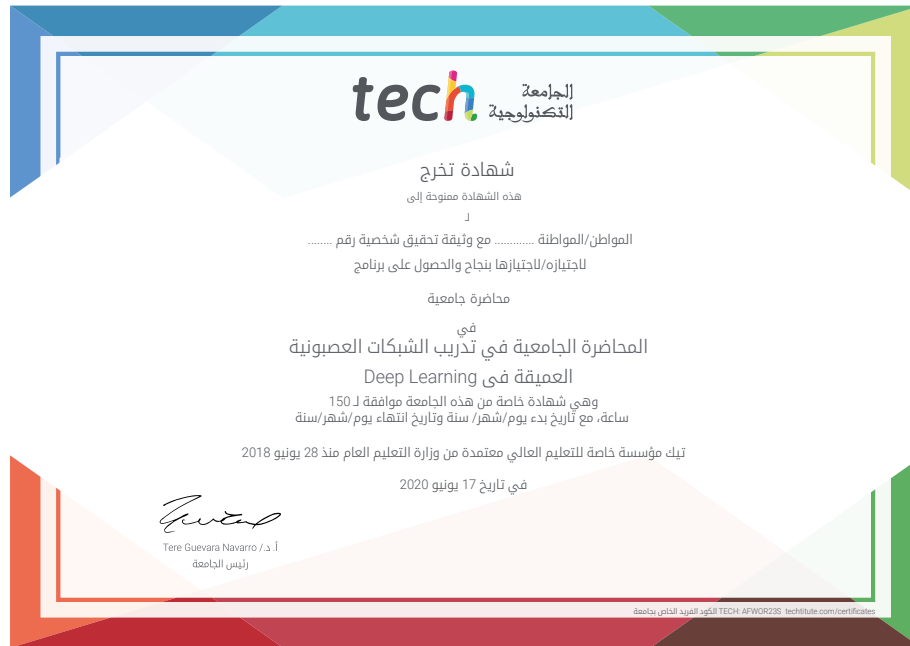 tech الجامعة
التكنولوجية
شهادة تخرج
هذه الشهادة ممنوحة إلى
لـ
المواطن/المواطنة ............ مع وثيقة تحقيق شخصية رقم ........
لاجتيازه/لاجتيازها بنجاح والحصول على برنامج
محاضرة جامعية
في
المحاضرة الجامعية في تدريب الشبكات العصبونية
العميقة فى Deep Learning
وهي شهادة خاصة من هذه الجامعة موافقة لـ 150
ساعة، مع تاريخ بدء يوم/شهر/ سنة وتاريخ انتهاء يوم/شهر/سنة
تيك مؤسسة خاصة للتعليم العالي معتمدة من وزارة التعليم العام منذ 28 يونيو 2018
في تاريخ 17 يونيو 2020
أ. د./ Tere Guevara Navarro
رئيس الجامعة
الكود الفريد الخاص بجامعة TECH: AFWOR23S techtitute.com/certificates